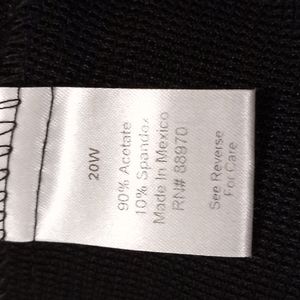 20W
90% Acetate
10% Spandex
Made In Mexico
RN# 88970
See Reverse
For Care